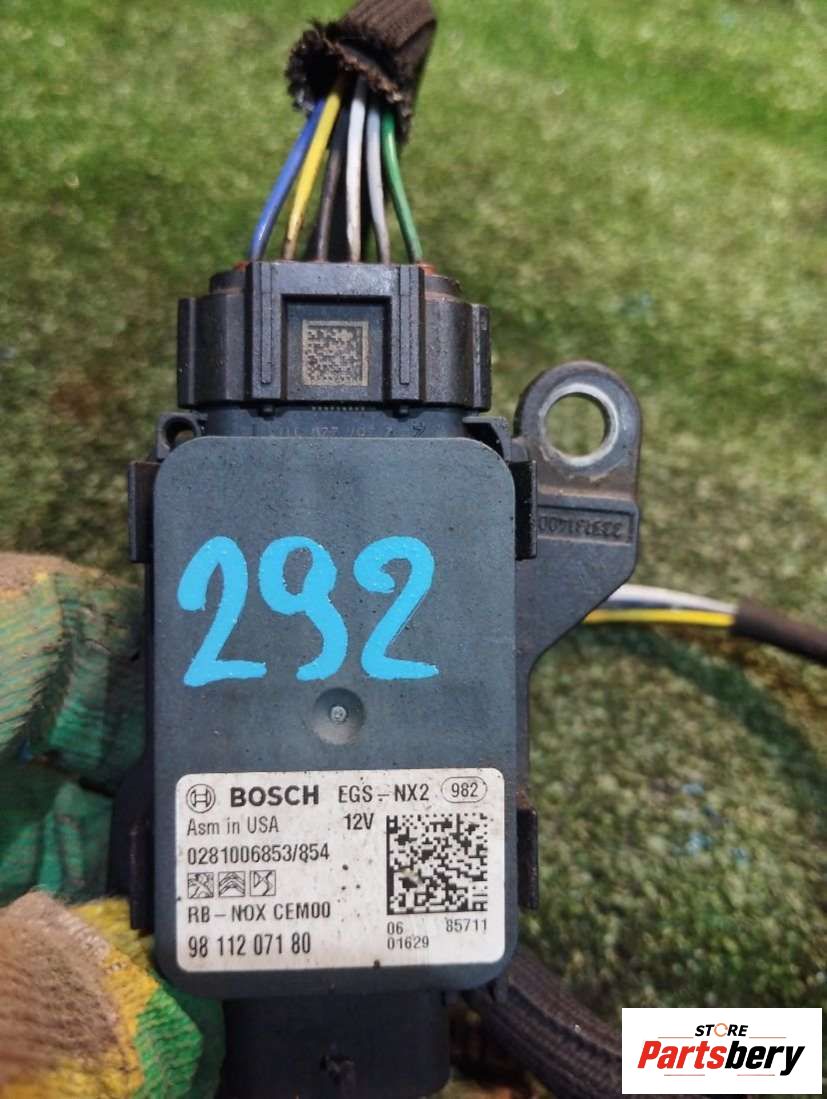 292
BOSCH EGS-NX2 982
Asm in USA 12V
0281006853/854
RB-NOX CEM00
06 85711
98 112 071 80
01629
STORE
Partsbery